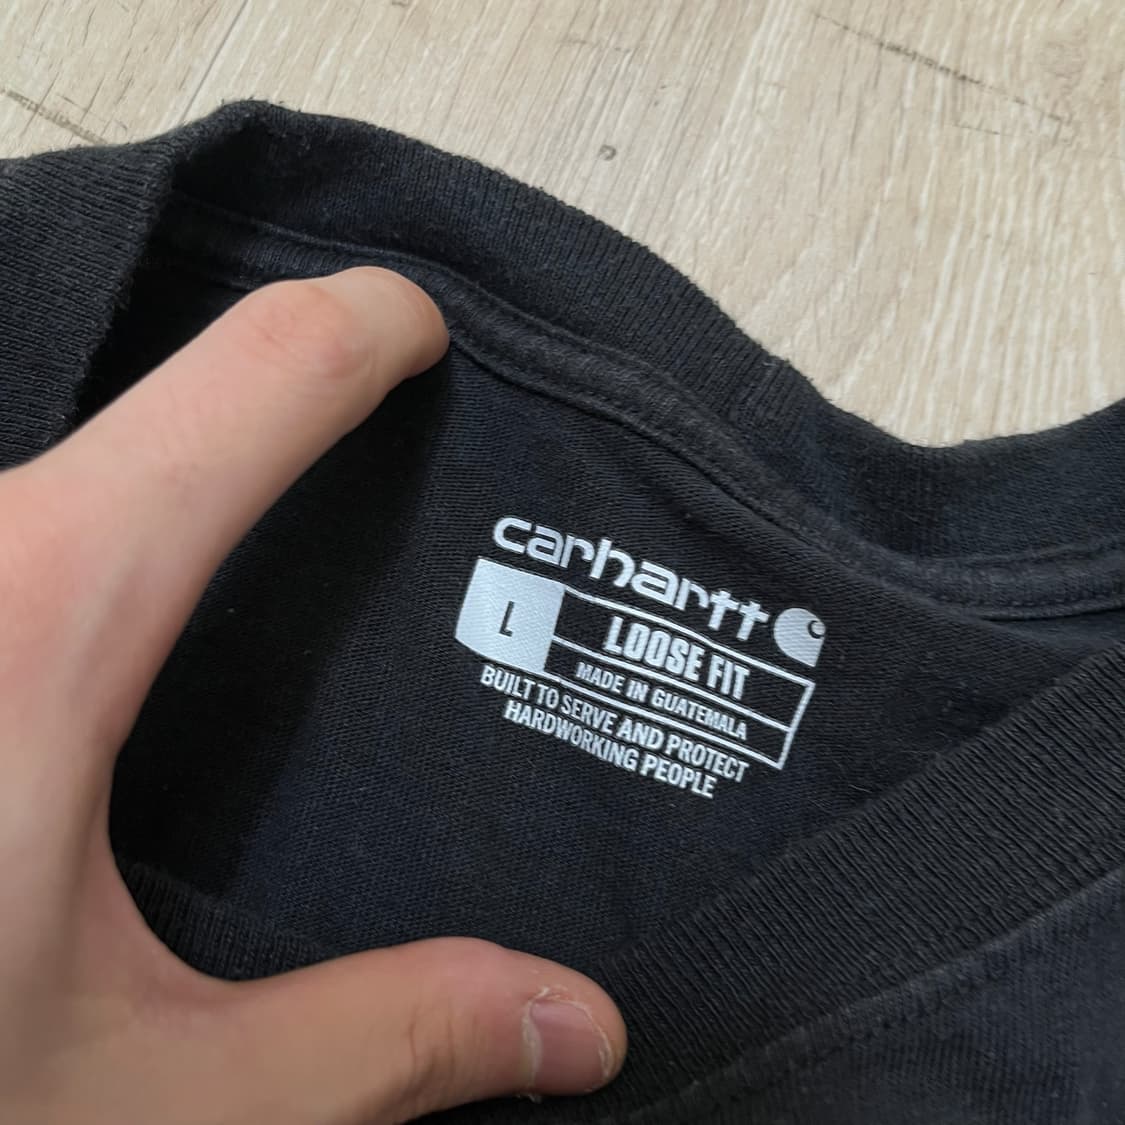 carhartt
L
LOOSE FIT
MADE IN GUATEMALA
BUILT TO SERVE AND PROTECT
HARDWORKING PEOPLE